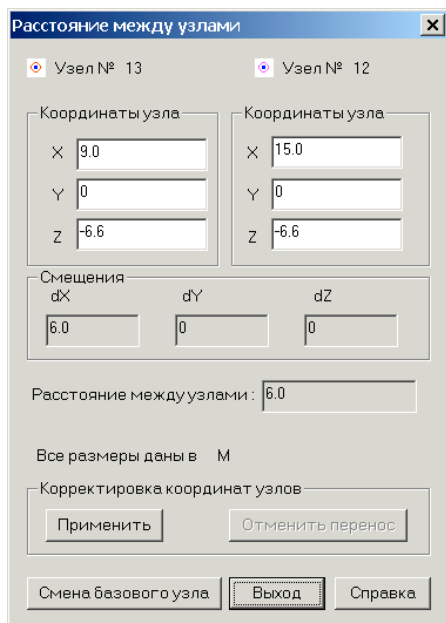 Расстояние между узлами
Узел № 13 Узел № 12
Координаты узла Координаты узла
X 9.0 X 15.0
Y 0 Y 0
Z -6.6 Z -6.6
Смещения
dX dY dZ
6.0 0 0
Расстояние между узлами : 6.0
Все размеры даны в М
Корректировка координат узлов
Применить Отменить перенос
Смена базового узла Выход Справка